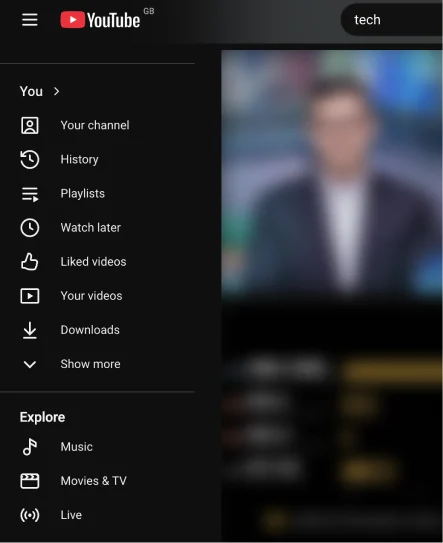 YouTube GB
tech
You
Your channel
History
Playlists
Watch later
Liked videos
Your videos
Downloads
Show more
Explore
Music
Movies & TV
Live